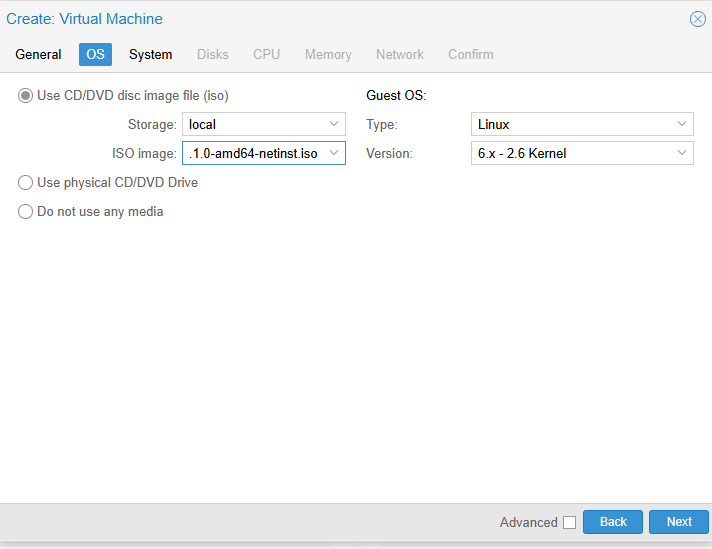 Create: Virtual Machine
General OS System Disks CPU Memory Network Confirm
Use CD/DVD disc image file (iso) Guest OS:
Storage: local Type: Linux
ISO image: .1.0-amd64-netinst.iso Version: 6.x - 2.6 Kernel
Use physical CD/DVD Drive
Do not use any media
Advanced Back Next